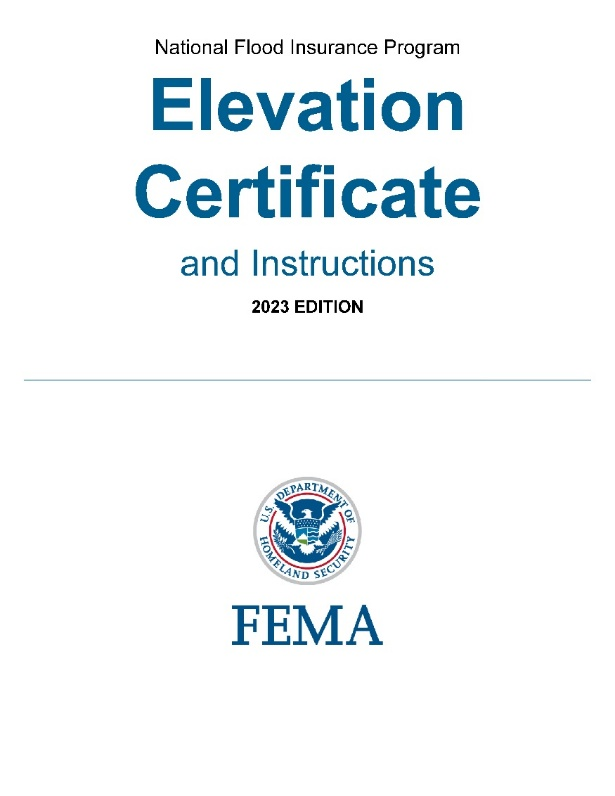 National Flood Insurance Program
Elevation
Certificate
and Instructions
2023 EDITION
U.S. DEPARTMENT OF
HOMELAND SECURITY
FEMA